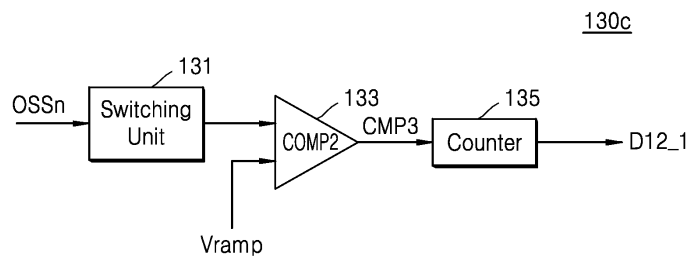 130c
131
OSSn
Switching
Unit
133
COMP2
CMP3
135
Counter
D12_1
Vramp